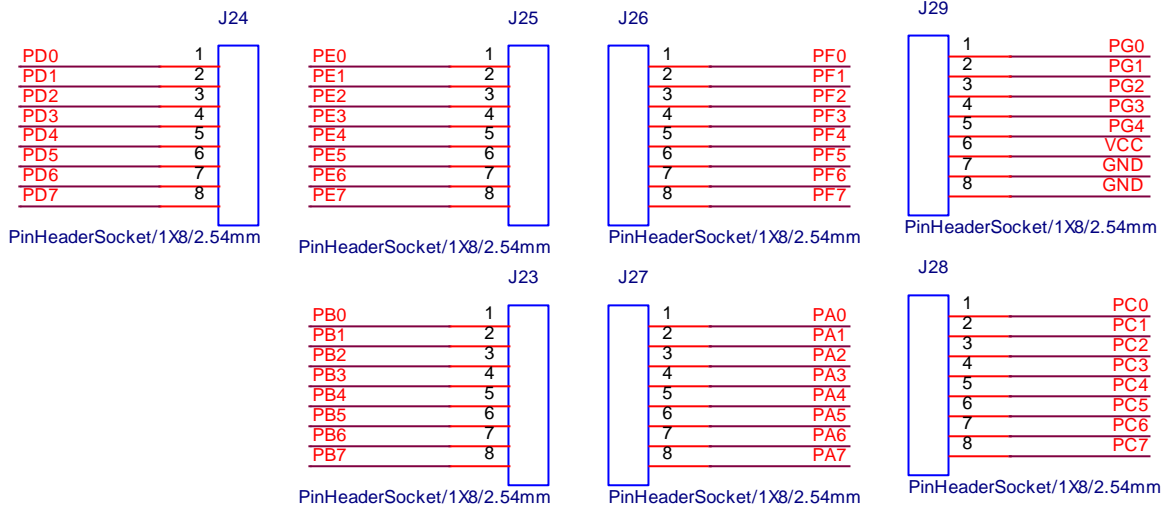 J24
PD0 1
PD1 2
PD2 3
PD3 4
PD4 5
PD5 6
PD6 7
PD7 8
PinHeaderSocket/1X8/2.54mm
J25
PE0 1
PE1 2
PE2 3
PE3 4
PE4 5
PE5 6
PE6 7
PE7 8
PinHeaderSocket/1X8/2.54mm
J26
1 PF0
2 PF1
3 PF2
4 PF3
5 PF4
6 PF5
7 PF6
8 PF7
PinHeaderSocket/1X8/2.54mm
J29
1 PG0
2 PG1
3 PG2
4 PG3
5 PG4
6 VCC
7 GND
8 GND
PinHeaderSocket/1X8/2.54mm
J23
PB0 1
PB1 2
PB2 3
PB3 4
PB4 5
PB5 6
PB6 7
PB7 8
PinHeaderSocket/1X8/2.54mm
J27
1 PA0
2 PA1
3 PA2
4 PA3
5 PA4
6 PA5
7 PA6
8 PA7
PinHeaderSocket/1X8/2.54mm
J28
1 PC0
2 PC1
3 PC2
4 PC3
5 PC4
6 PC5
7 PC6
8 PC7
PinHeaderSocket/1X8/2.54mm